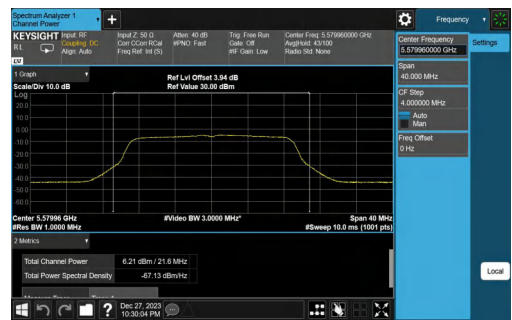 Spectrum Analyzer 1
Channel Power
Frequency
KEYSIGHT
Input: RF
Coupling: DC
Align: Auto
RL
Input Z: 50 Ω
Corr CCorr RCal
Freq Ref: Int (S)
Atten: 40 dB
#PNO: Fast
Trig: Free Run
Gate: Off
#IF Gain: Low
Center Freq: 5.579960000 GHz
Avg|Hold: 43/100
Radio Std: None
LXI
Center Frequency
5.579960000 GHz
Settings
Span
40.000 MHz
CF Step
4.000000 MHz
Auto
Man
Freq Offset
0 Hz
1 Graph
Scale/Div 10.0 dB
Ref Lvl Offset 3.94 dB
Ref Value 30.00 dBm
Log
20.0
10.0
0.00
-10.0
-20.0
-30.0
-40.0
-50.0
-60.0
Center 5.57996 GHz
#Res BW 1.0000 MHz
#Video BW 3.0000 MHz*
Span 40 MHz
#Sweep 10.0 ms (1001 pts)
2 Metrics
Total Channel Power
6.21 dBm / 21.6 MHz
Total Power Spectral Density
-67.13 dBm/Hz
Local
?
Dec 27, 2023
10:30:04 PM